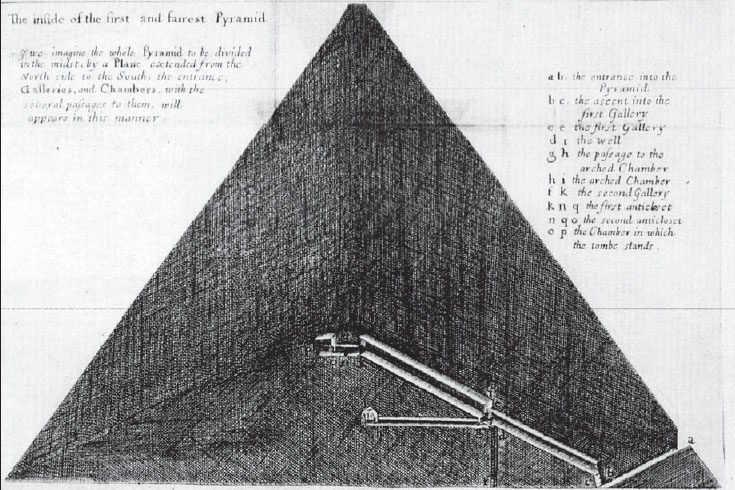 The inside of the first and fairest Pyramid
If we imagine the whole Pyramid to be divided
in the midst, by a Plane extended from the
North side to the South, the entrance,
Galleries, and Chambers, with the
several passages to them, will
appeare in this manner.
a b. the entrance into the
Pyramid
b c. the ascent into the
first Gallery
e e the first Gallery
d r the well
g h the passage to the
arched Chamber
h i the arched Chamber
f k the second Gallery
k n q the first anticloset
n q o the second anticloset
o p the Chamber in which
the tombe stands.
a
b
c